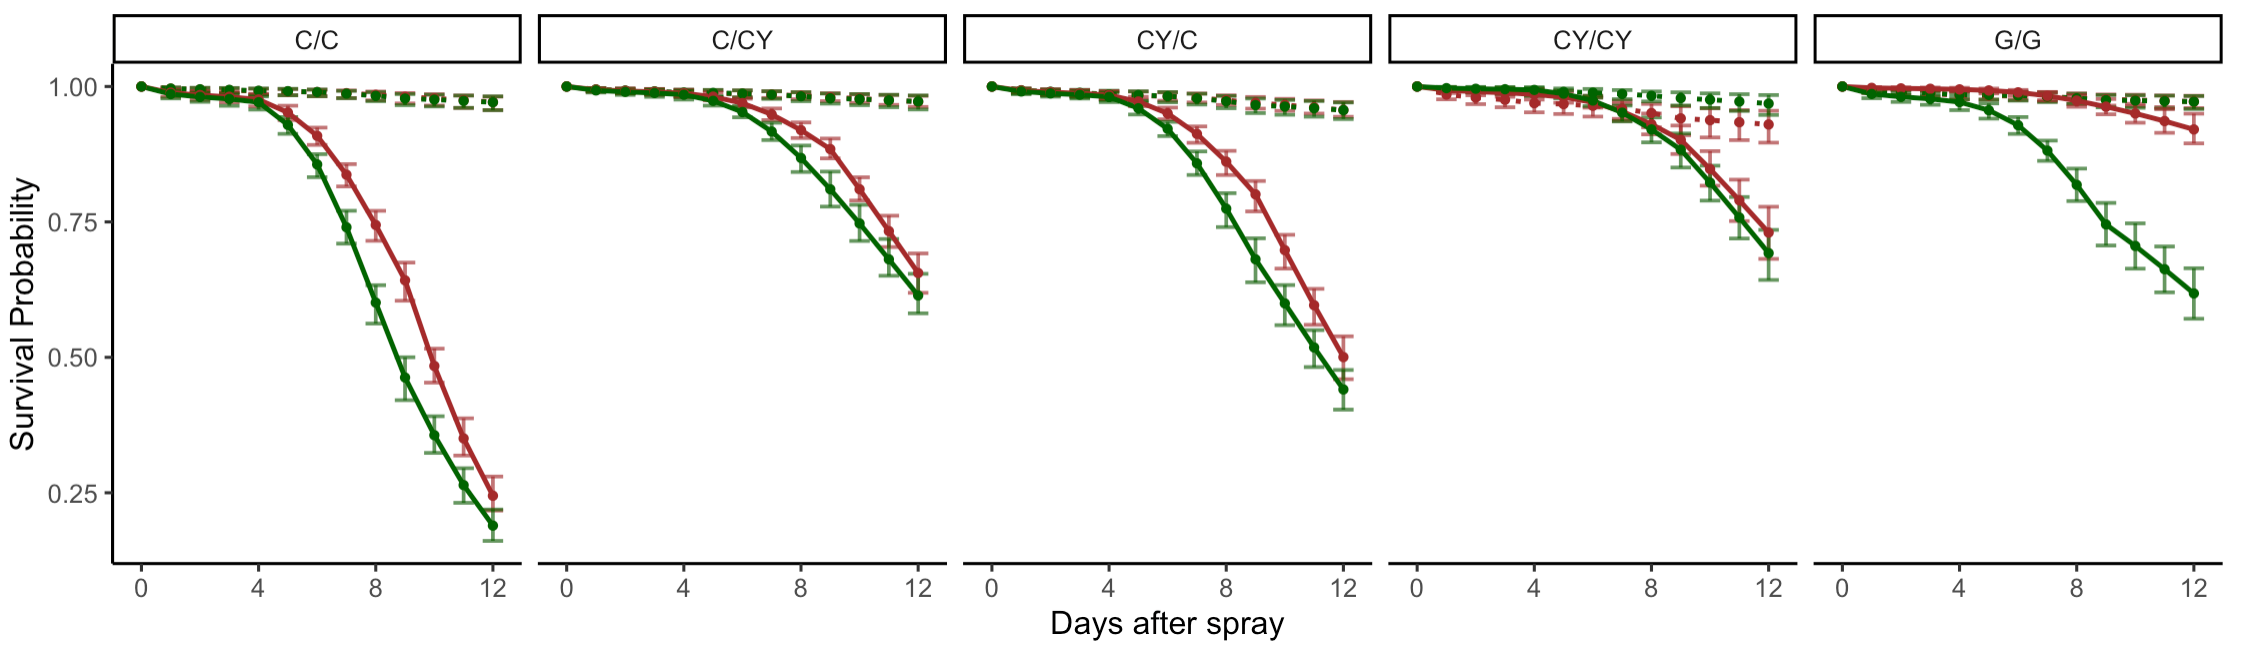 C/C C/CY CY/C CY/CY G/G
1.00
0.75
0.50
0.25
Survival Probability
0 4 8 12 0 4 8 12 0 4 8 12 0 4 8 12 0 4 8 12
Days after spray